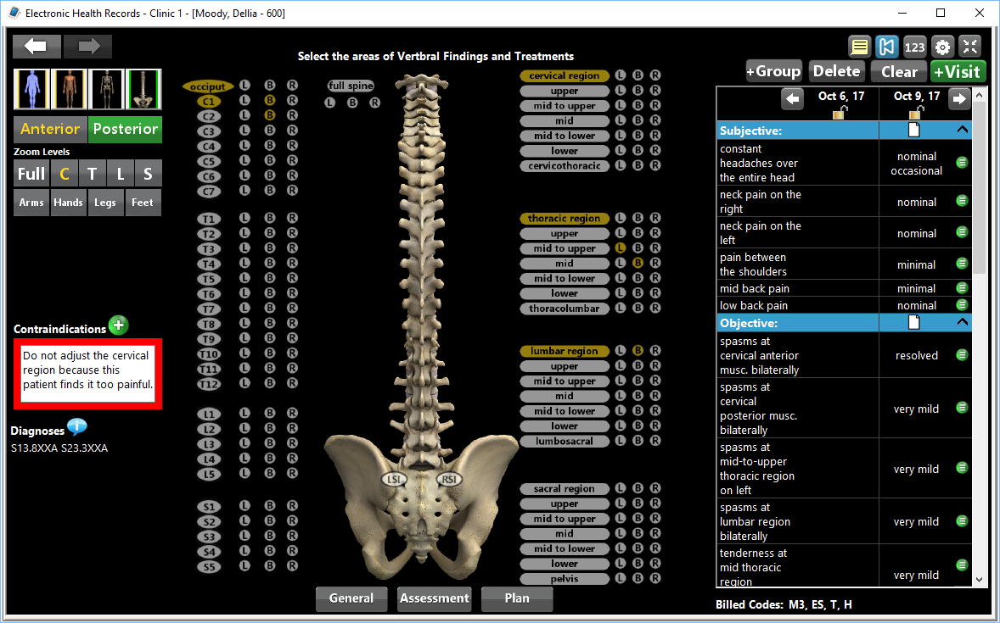 Electronic Health Records - Clinic 1 - [Moody, Dellia - 600]
Select the areas of Vertbral Findings and Treatments
123
+Group Delete Clear +Visit
Anterior Posterior
Zoom Levels
Full C T L S
Arms Hands Legs Feet
Contraindications
Do not adjust the cervical
region because this
patient finds it too painful.
Diagnoses
S13.8XXA S23.3XXA
occiput L B R
C1 L B R
C2 L B R
C3 L B R
C4 L B R
C5 L B R
C6 L B R
C7 L B R
T1 L B R
T2 L B R
T3 L B R
T4 L B R
T5 L B R
T6 L B R
T7 L B R
T8 L B R
T9 L B R
T10 L B R
T11 L B R
T12 L B R
L1 L B R
L2 L B R
L3 L B R
L4 L B R
L5 L B R
S1 L B R
S2 L B R
S3 L B R
S4 L B R
S5 L B R
full spine
L B R
LSI RSI
cervical region L B R
upper L B R
mid to upper L B R
mid L B R
mid to lower L B R
lower L B R
cervicothoracic L B R
thoracic region L B R
upper L B R
mid to upper L B R
mid L B R
mid to lower L B R
lower L B R
thoracolumbar L B R
lumbar region L B R
upper L B R
mid to upper L B R
mid L B R
mid to lower L B R
lower L B R
lumbosacral L B R
sacral region L B R
upper L B R
mid to upper L B R
mid L B R
mid to lower L B R
lower L B R
pelvis L B R
General Assessment Plan
Oct 6, 17 Oct 9, 17
Subjective:
constant
headaches over
the entire head
nominal
occasional
neck pain on the
right
nominal
neck pain on the
left
nominal
pain between
the shoulders
minimal
mid back pain minimal
low back pain nominal
Objective:
spasms at
cervical anterior
musc. bilaterally
resolved
spasms at
cervical
posterior musc.
bilaterally
very mild
spasms at
mid-to-upper
thoracic region
on left
very mild
spasms at
lumbar region
bilaterally
very mild
tenderness at
mid thoracic
region
very mild
Billed Codes: M3, ES, T, H